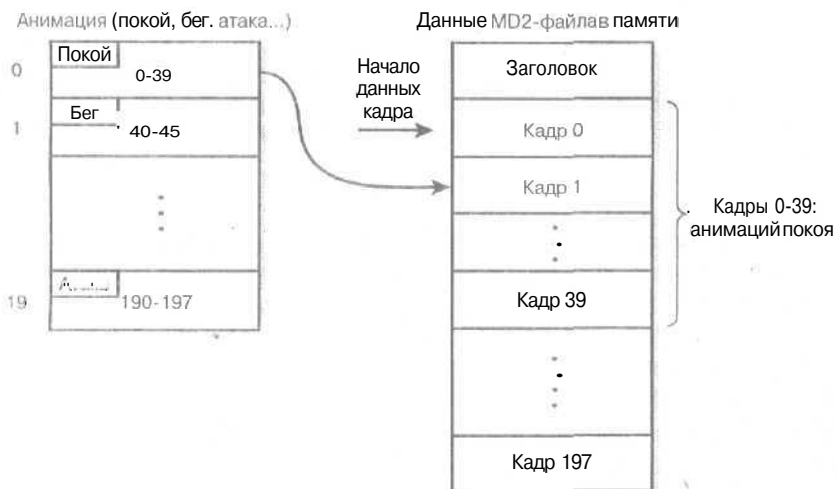 Анимация (покой, бег. атака...)
0
Покой
0-39
1
Бег
40-45
19
190-197
Начало
данных
кадра
Данные MD2-файлав памяти
Заголовок
Кадр 0
Кадр 1
Кадр 39
Кадр 197
Кадры 0-39:
анимаций покоя